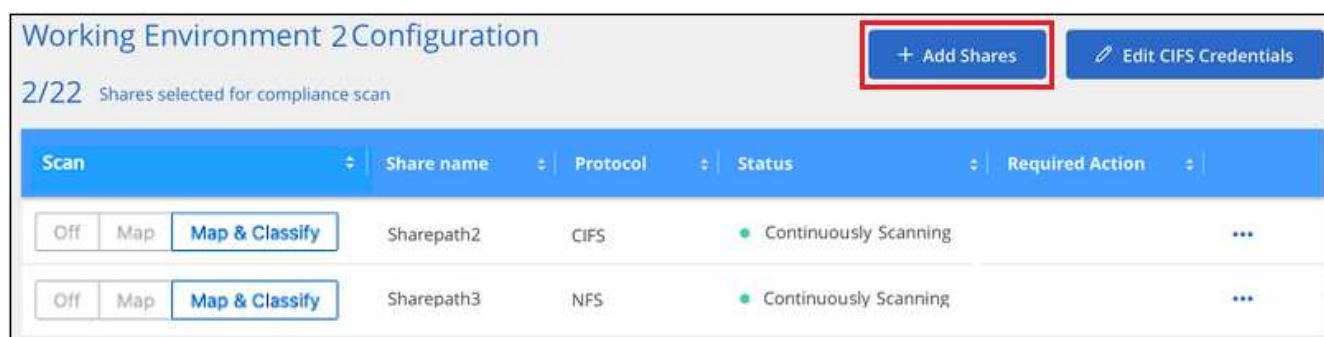 Working Environment 2 Configuration
+ Add Shares
Edit CIFS Credentials
2/22 Shares selected for compliance scan
Scan Share name Protocol Status Required Action
Off Map Map & Classify Sharepath2 CIFS Continuously Scanning ...
Off Map Map & Classify Sharepath3 NFS Continuously Scanning ...